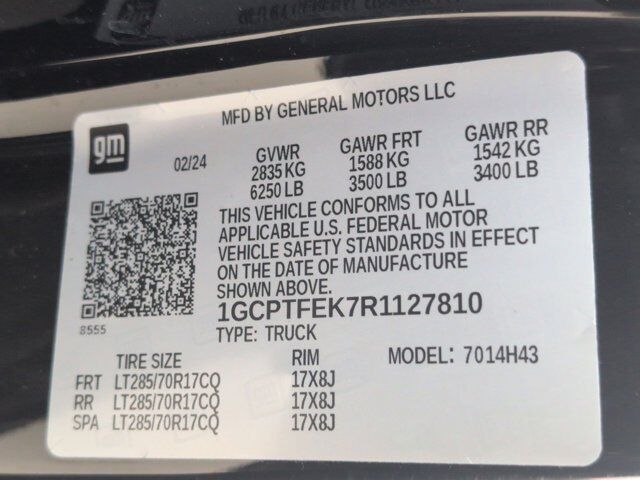 MFD BY GENERAL MOTORS LLC
gm
02/24
GVWR GAWR FRT GAWR RR
2835 KG 1588 KG 1542 KG
6250 LB 3500 LB 3400 LB
THIS VEHICLE CONFORMS TO ALL
APPLICABLE U.S. FEDERAL MOTOR
VEHICLE SAFETY STANDARDS IN EFFECT
ON THE DATE OF MANUFACTURE
SHOWN ABOVE.
8555
1GCPTFEK7R1127810
TYPE: TRUCK
MODEL: 7014H43
TIRE SIZE RIM
FRT LT285/70R17CQ 17X8J
RR LT285/70R17CQ 17X8J
SPA LT285/70R17CQ 17X8J